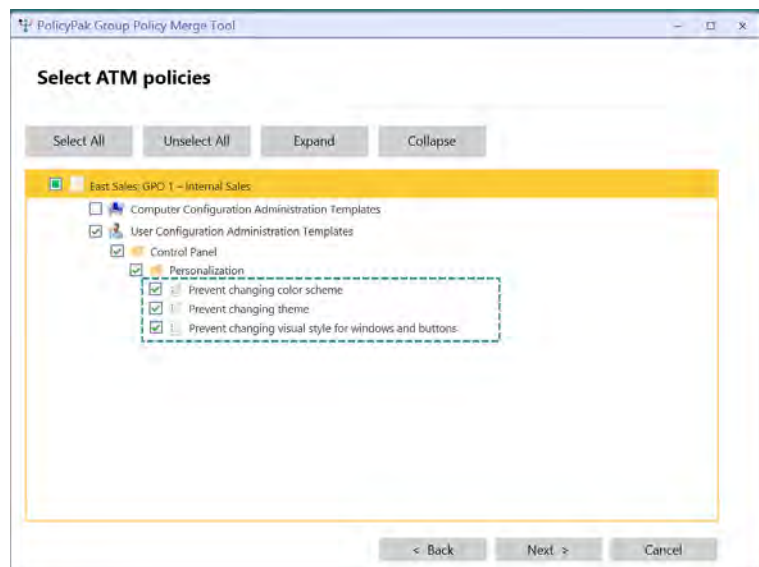 PolicyPak Group Policy Merge Tool
Select ATM policies
Select All Unselect All Expand Collapse
East Sales: GPO 1 – Internal Sales
Computer Configuration Administration Templates
User Configuration Administration Templates
Control Panel
Personalization
Prevent changing color scheme
Prevent changing theme
Prevent changing visual style for windows and buttons
< Back Next > Cancel